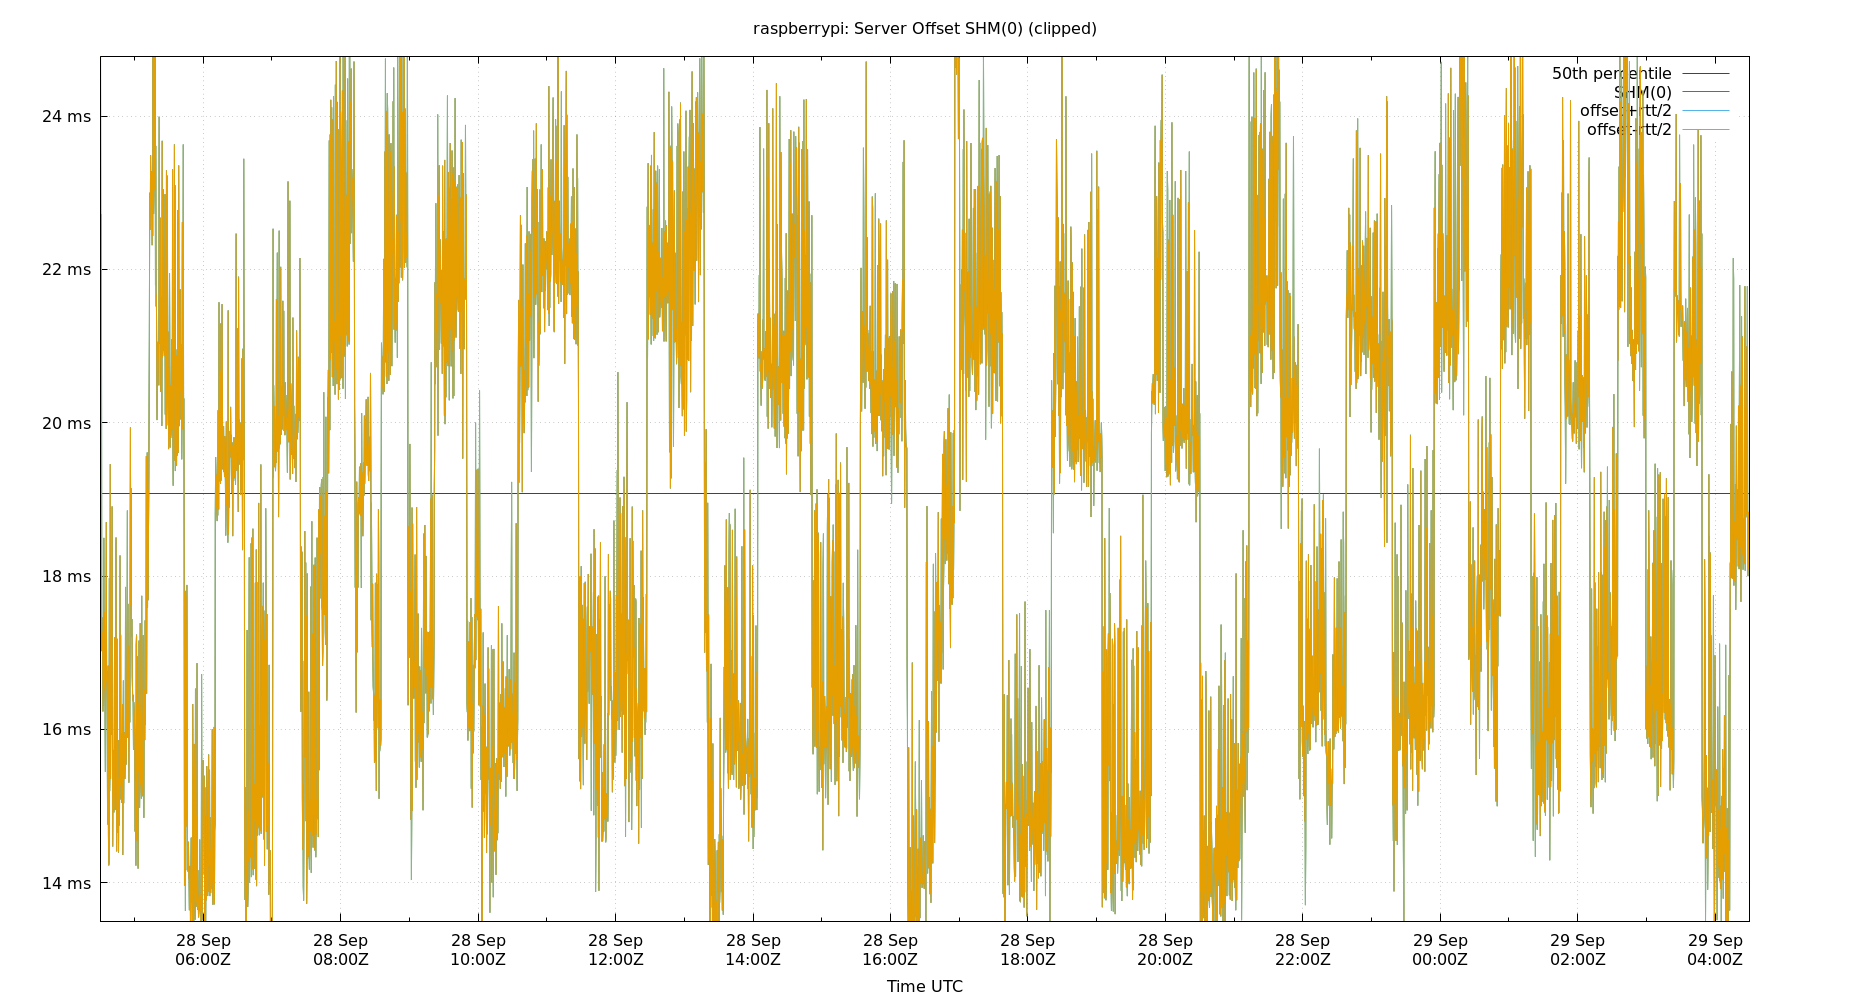 raspberrypi: Server Offset SHM(0) (clipped)
50th percentile
SHM(0)
offset+rtt/2
offset-rtt/2
24 ms
22 ms
20 ms
18 ms
16 ms
14 ms
28 Sep 28 Sep 28 Sep 28 Sep 28 Sep 28 Sep 28 Sep 28 Sep 28 Sep 29 Sep 29 Sep 29 Sep
06:00Z 08:00Z 10:00Z 12:00Z 14:00Z 16:00Z 18:00Z 20:00Z 22:00Z 00:00Z 02:00Z 04:00Z
Time UTC